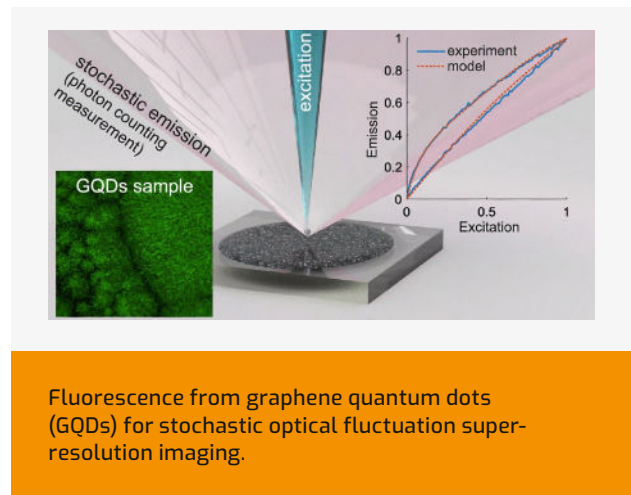 stochastic emission
(photon counting
measurement)
excitation
GQDs sample
experiment
model
Emission
1
0.8
0.6
0.4
0.2
0
0
0.5
1
Excitation
Fluorescence from graphene quantum dots
(GQDs) for stochastic optical fluctuation super-
resolution imaging.